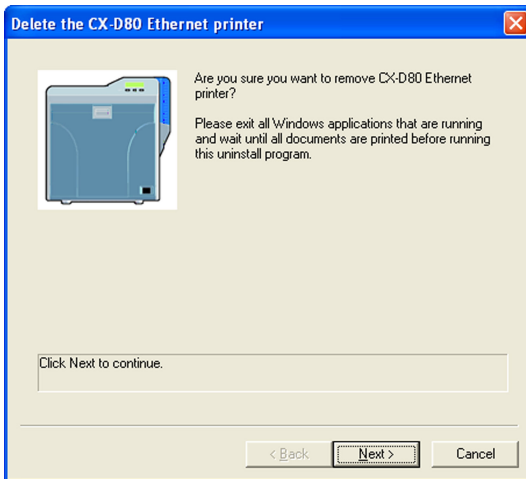 Delete the CX-D80 Ethernet printer
Are you sure you want to remove CX-D80 Ethernet
printer?
Please exit all Windows applications that are running
and wait until all documents are printed before running
this uninstall program.
Click Next to continue.
< Back
Next >
Cancel